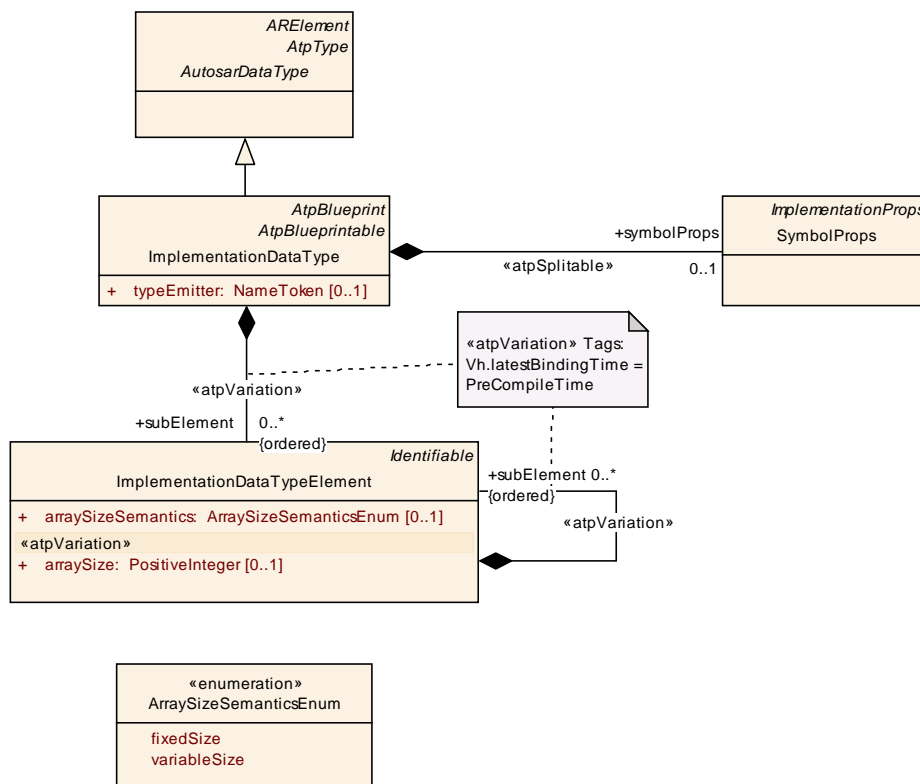 ARElement
AtpType
AutosarDataType
AtpBlueprint
AtpBlueprintable
ImplementationDataType
+ typeEmitter: NameToken [0..1]
+symbolProps
«atpSplitable»
0..1
ImplementationProps
SymbolProps
«atpVariation» Tags:
Vh.latestBindingTime =
PreCompileTime
«atpVariation»
+subElement 0..*
{ordered}
Identifiable
ImplementationDataTypeElement
+ arraySizeSemantics: ArraySizeSemanticsEnum [0..1]
«atpVariation»
+ arraySize: PositiveInteger [0..1]
+subElement 0..*
{ordered}
«atpVariation»
«enumeration»
ArraySizeSemanticsEnum
fixedSize
variableSize